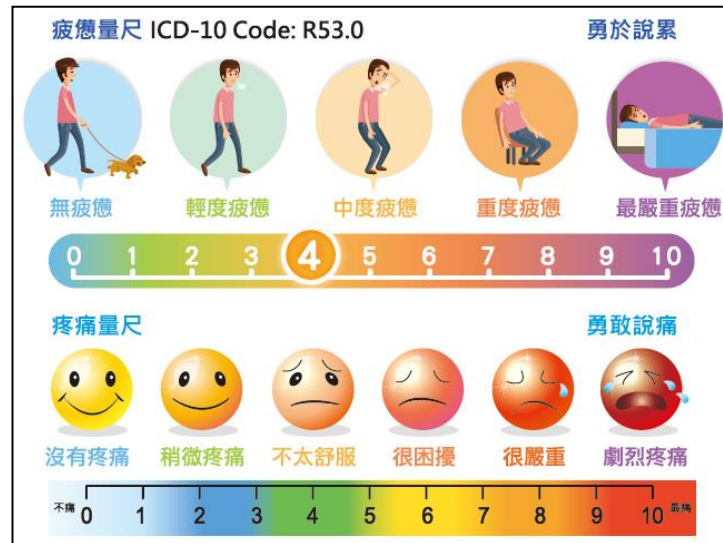 疲憊量尺 ICD-10 Code: R53.0 勇於說累
無疲憊 輕度疲憊 中度疲憊 重度疲憊 最嚴重疲憊
0 1 2 3 4 5 6 7 8 9 10
疼痛量尺 勇敢說痛
沒有疼痛 稍微疼痛 不太舒服 很困擾 很嚴重 劇烈疼痛
不痛 0 1 2 3 4 5 6 7 8 9 10 最痛